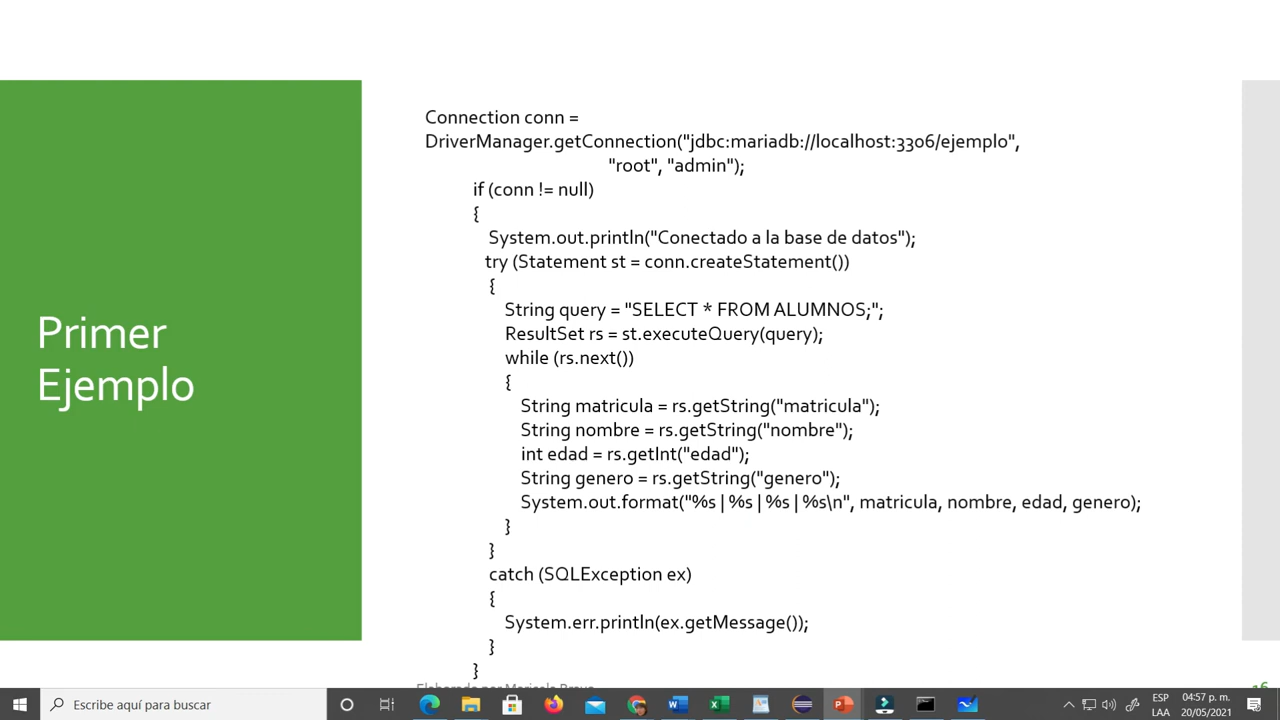 Primer
Ejemplo
Connection conn =
DriverManager.getConnection("jdbc:mariadb://localhost:3306/ejemplo",
"root", "admin");
if (conn != null)
{
System.out.println("Conectado a la base de datos");
try (Statement st = conn.createStatement())
{
String query = "SELECT * FROM ALUMNOS;";
ResultSet rs = st.executeQuery(query);
while (rs.next())
{
String matricula = rs.getString("matricula");
String nombre = rs.getString("nombre");
int edad = rs.getInt("edad");
String genero = rs.getString("genero");
System.out.format("%s | %s | %s | %s\n", matricula, nombre, edad, genero);
}
}
catch (SQLException ex)
{
System.err.println(ex.getMessage());
}
}
Escribe aquí para buscar
ESP
LAA
04:57 p. m.
20/05/2021